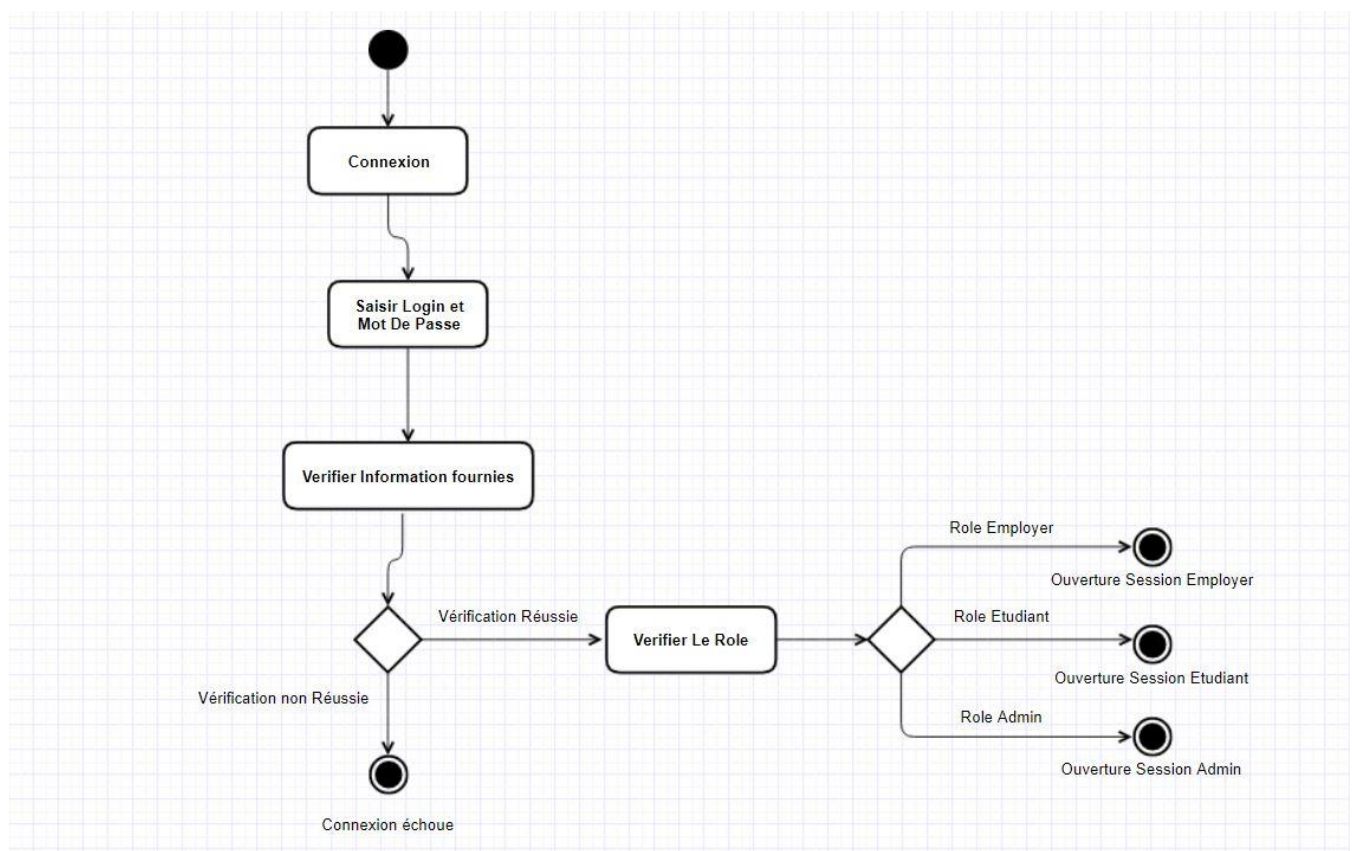 Connexion
Saisir Login et
Mot De Passe
Verifier Information fournies
Vérification Réussie
Vérification non Réussie
Connexion échoue
Verifier Le Role
Role Employer
Ouverture Session Employer
Role Etudiant
Ouverture Session Etudiant
Role Admin
Ouverture Session Admin